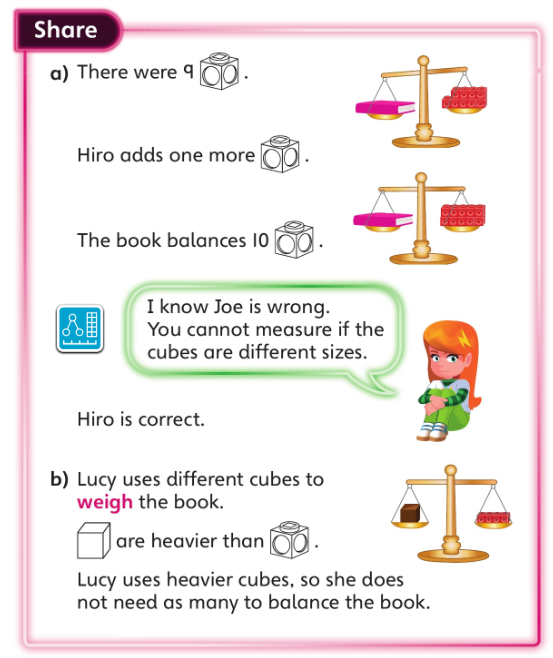 Share
a) There were 9 .
Hiro adds one more .
The book balances 10 .
I know Joe is wrong.
You cannot measure if the
cubes are different sizes.
Hiro is correct.
b) Lucy uses different cubes to
weigh the book.
are heavier than .
Lucy uses heavier cubes, so she does
not need as many to balance the book.